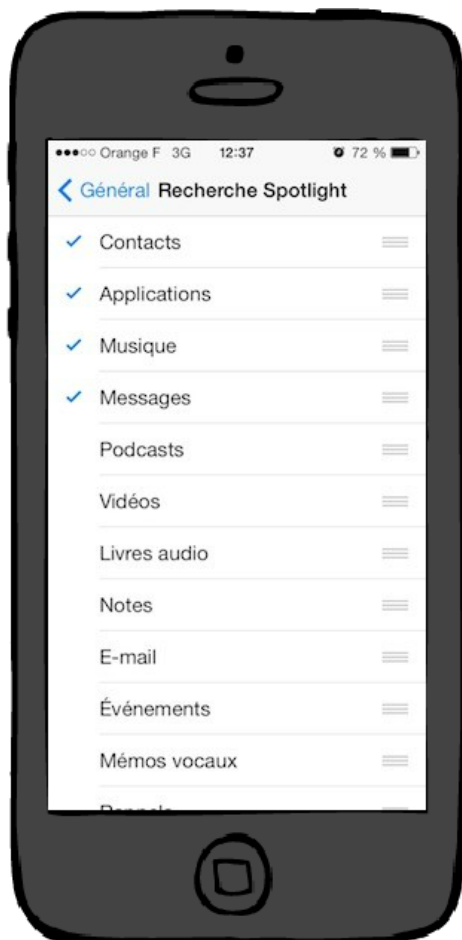 Orange F 3G 12:37 72 %
Général Recherche Spotlight
Contacts
Applications
Musique
Messages
Podcasts
Vidéos
Livres audio
Notes
E-mail
Événements
Mémos vocaux